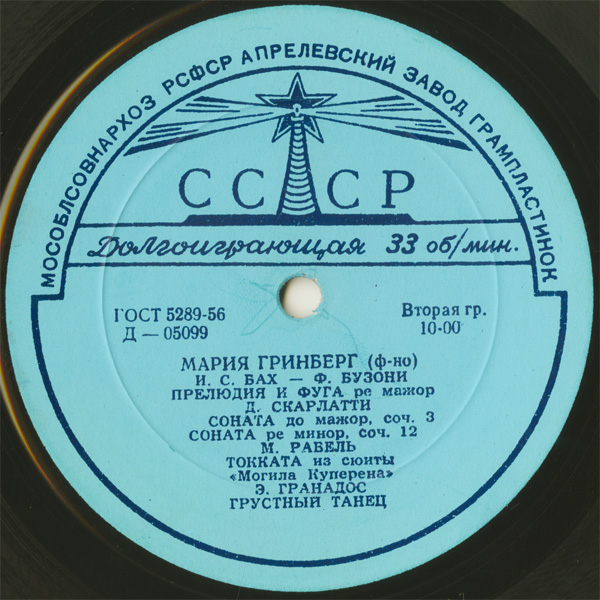 МОСОБЛСОВНАРХОЗ РСФСР АПРЕЛЕВСКИЙ ЗАВОД ГРАМПЛАСТИНОК
СССР
Долгоиграющая 33 об/мин.
ГОСТ 5289-56
Д — 05099
Вторая гр.
10-00
МАРИЯ ГРИНБЕРГ (ф-но)
И. С. БАХ — Ф. БУЗОНИ
ПРЕЛЮДИЯ И ФУГА ре мажор
Д. СКАРЛАТТИ
СОНАТА до мажор, соч. 3
СОНАТА ре минор, соч. 12
М. РАВЕЛЬ
ТОККАТА из сюиты
«Могила Куперена»
Э. ГРАНАДОС
ГРУСТНЫЙ ТАНЕЦ